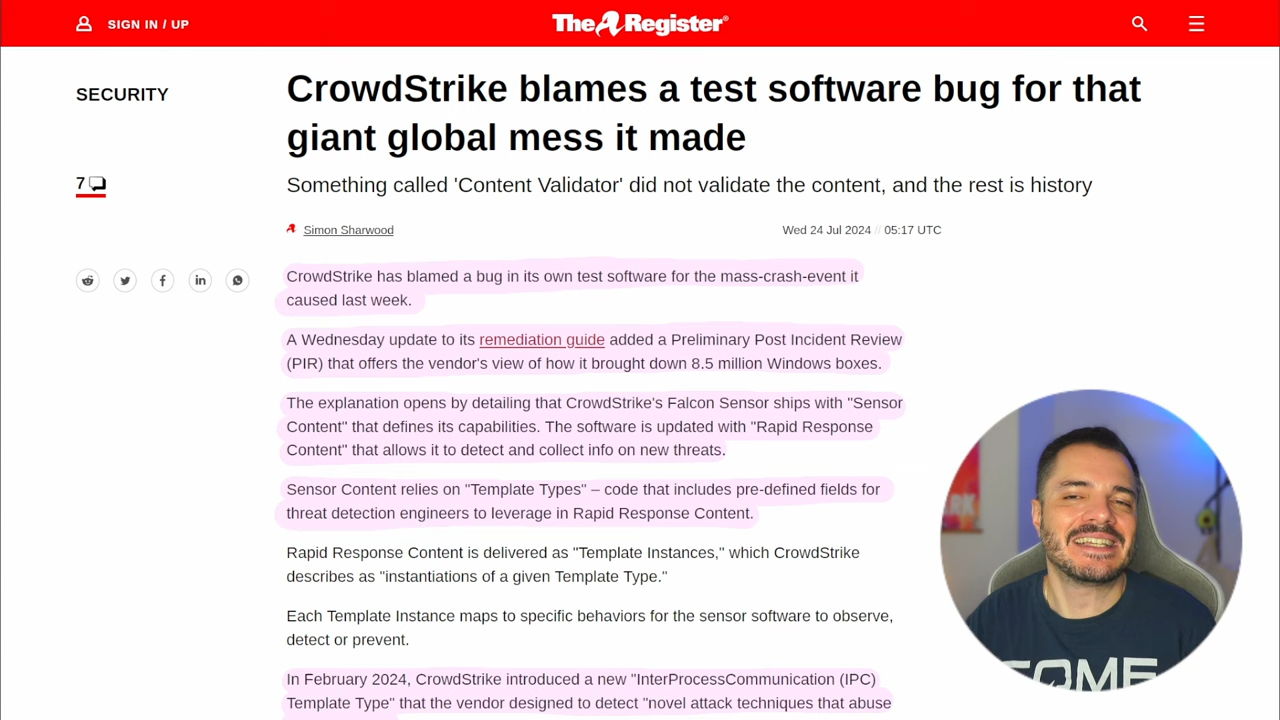 SIGN IN / UP
The Register®
SECURITY
CrowdStrike blames a test software bug for that
giant global mess it made
7
Something called 'Content Validator' did not validate the content, and the rest is history
Simon Sharwood
Wed 24 Jul 2024 // 05:17 UTC
CrowdStrike has blamed a bug in its own test software for the mass-crash-event it
caused last week.
A Wednesday update to its remediation guide added a Preliminary Post Incident Review
(PIR) that offers the vendor's view of how it brought down 8.5 million Windows boxes.
The explanation opens by detailing that CrowdStrike's Falcon Sensor ships with "Sensor
Content" that defines its capabilities. The software is updated with "Rapid Response
Content" that allows it to detect and collect info on new threats.
Sensor Content relies on "Template Types" – code that includes pre-defined fields for
threat detection engineers to leverage in Rapid Response Content.
Rapid Response Content is delivered as "Template Instances," which CrowdStrike
describes as "instantiations of a given Template Type."
Each Template Instance maps to specific behaviors for the sensor software to observe,
detect or prevent.
In February 2024, CrowdStrike introduced a new "InterProcessCommunication (IPC)
Template Type" that the vendor designed to detect "novel attack techniques that abuse